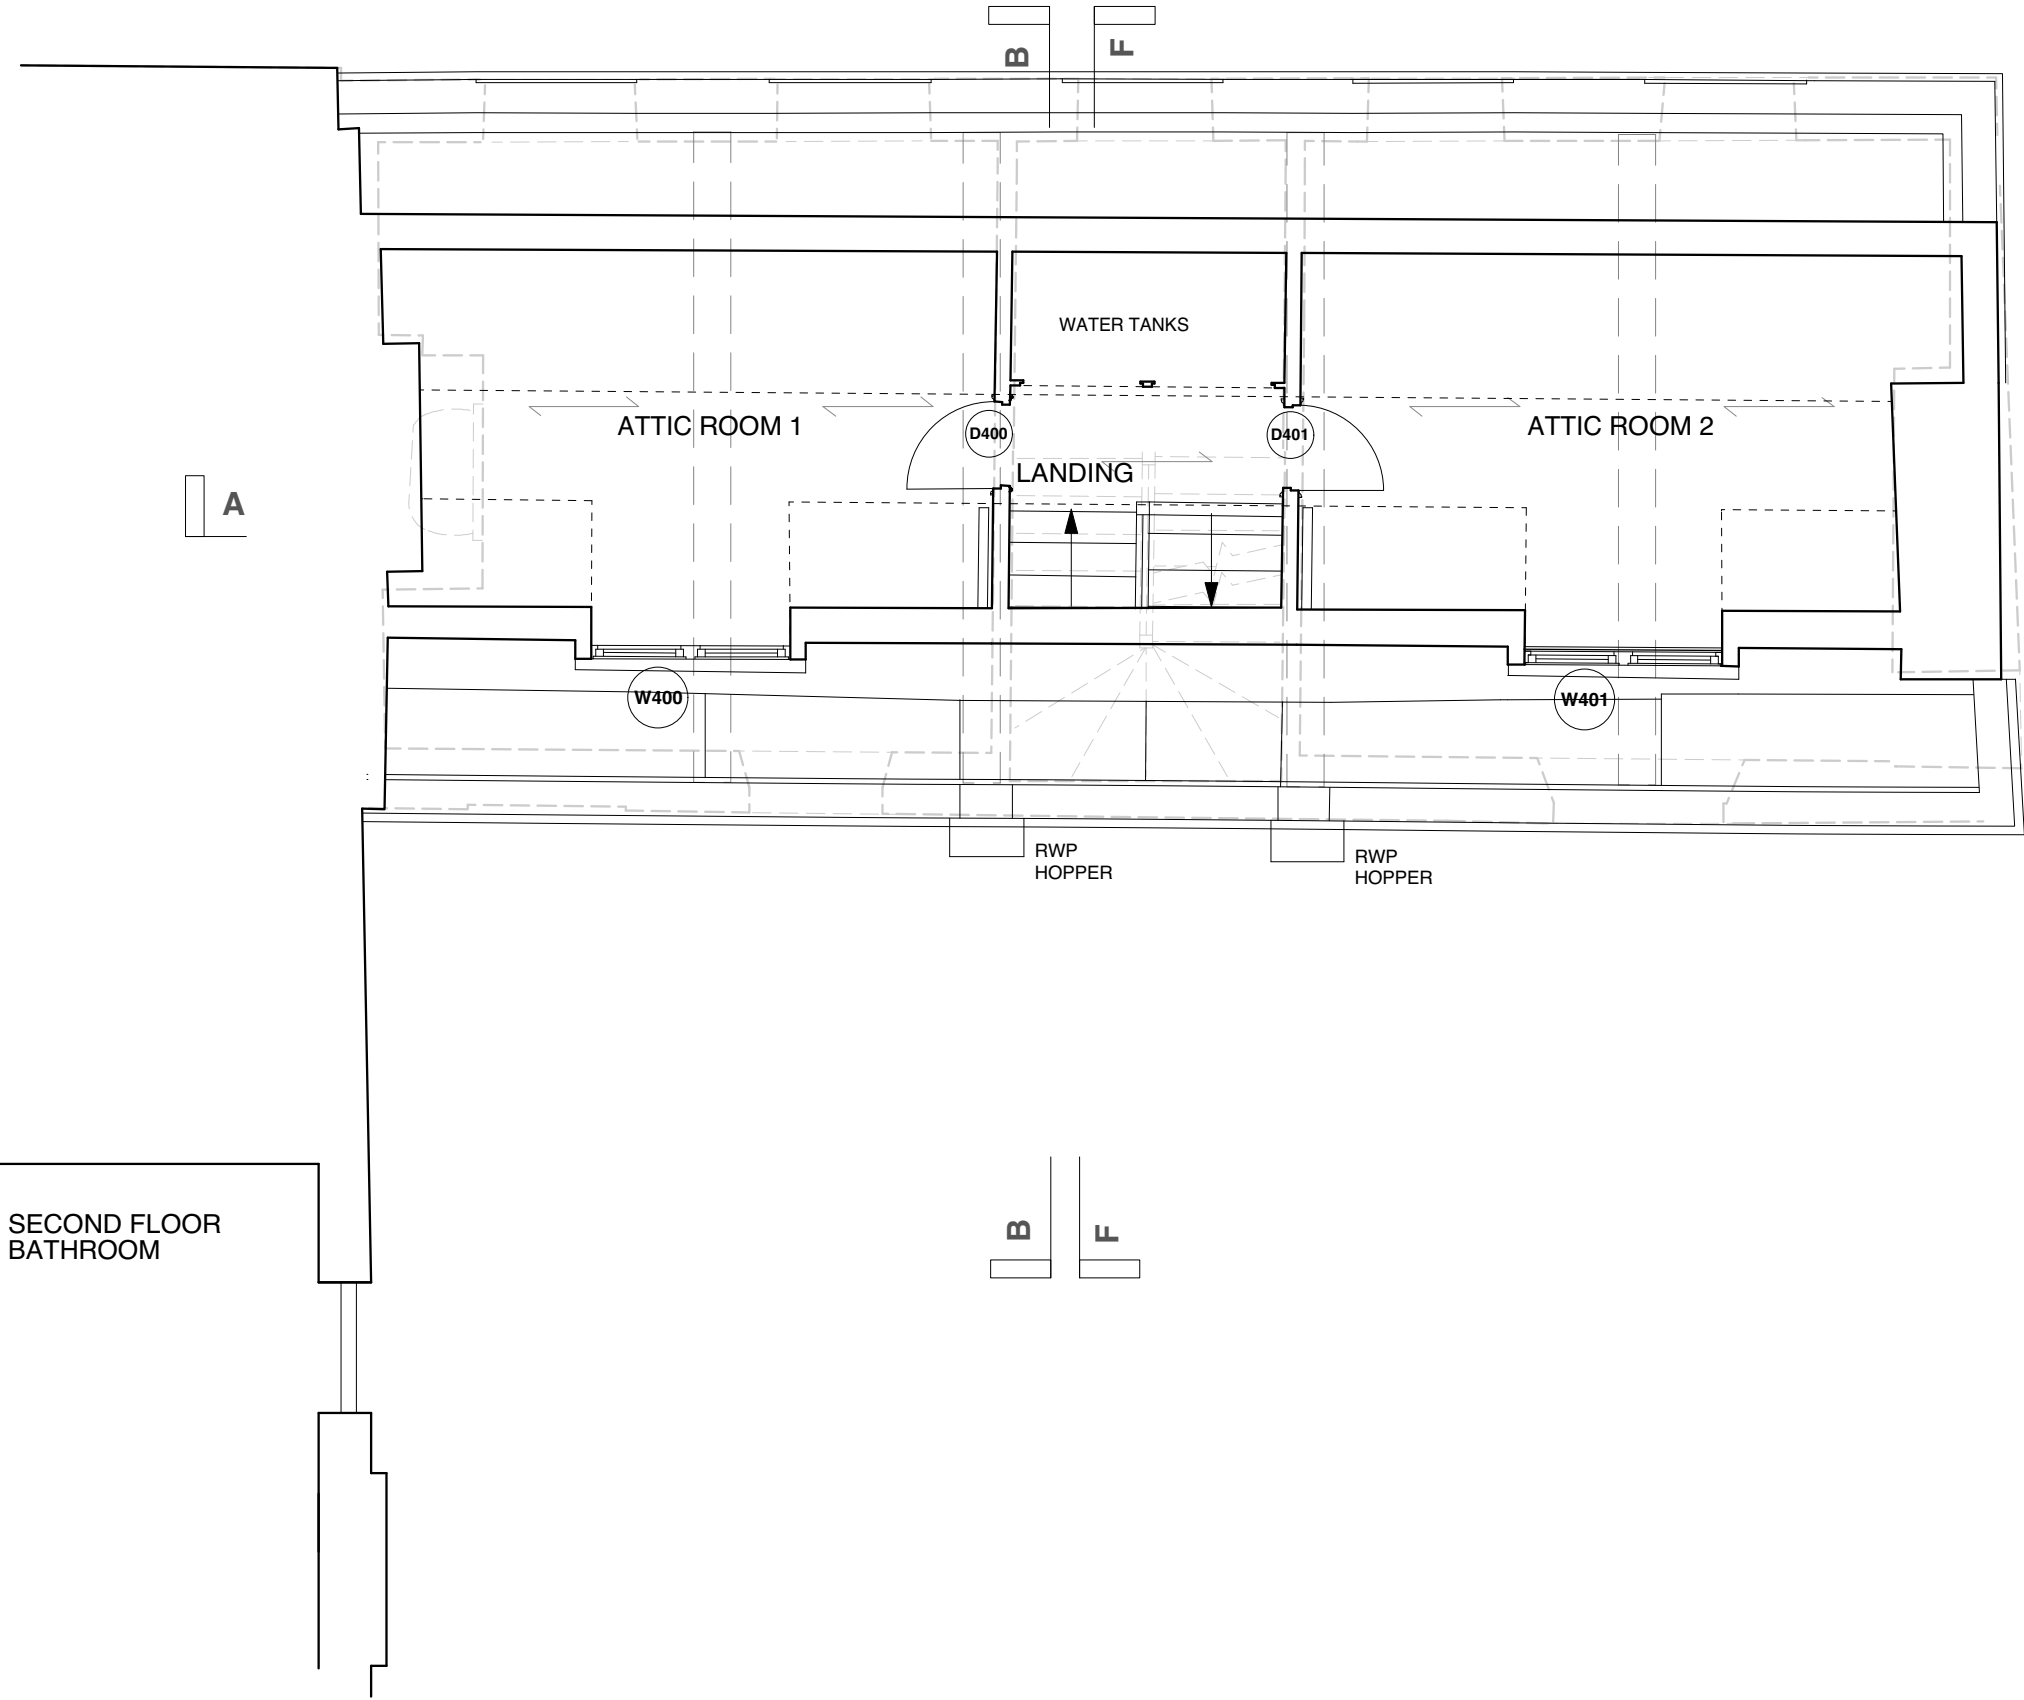 B
F
WATER TANKS
ATTIC ROOM 1
D400
D401
ATTIC ROOM 2
LANDING
A
W400
W401
RWP
HOPPER
RWP
HOPPER
SECOND FLOOR
BATHROOM
B
F